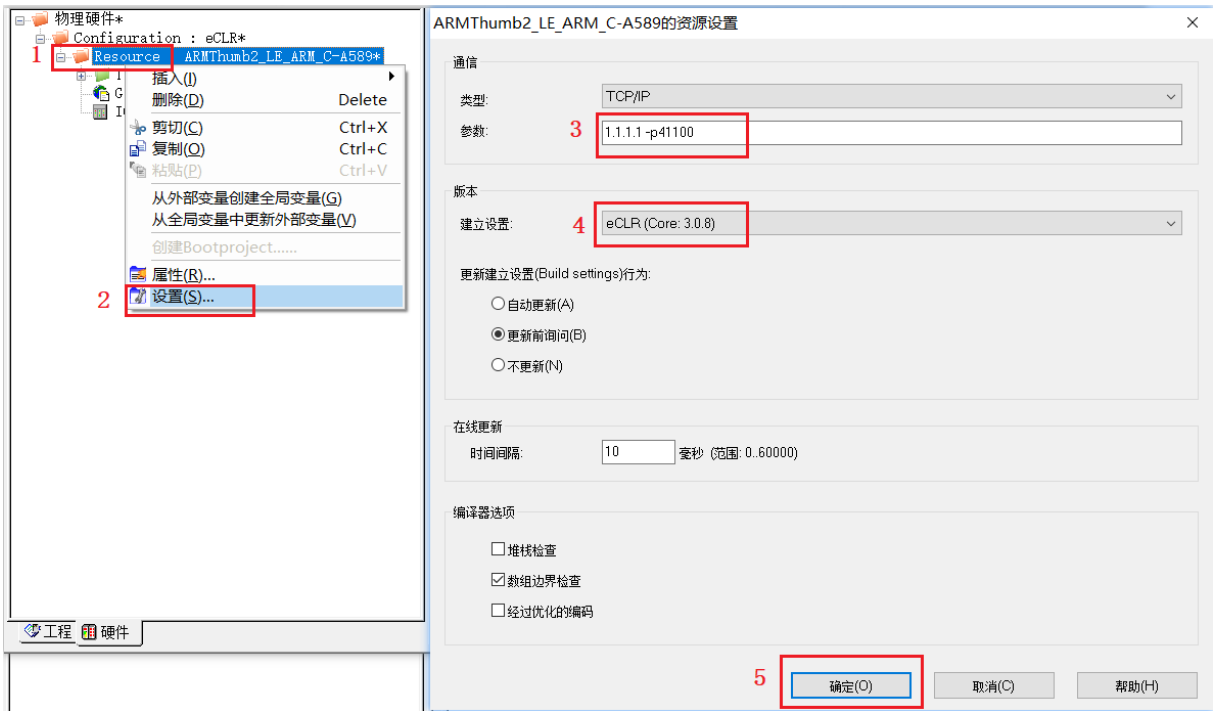 物理硬件*
Configuration : eCLR*
1 Resource ARMThumb2_LE_ARM_C-A589*
插入(I)
删除(D) Delete
剪切(C) Ctrl+X
复制(O) Ctrl+C
粘贴(P) Ctrl+V
从外部变量创建全局变量(G)
从全局变量中更新外部变量(V)
创建Bootproject......
属性(R)...
2 设置(S)...
工程 硬件
ARMThumb2_LE_ARM_C-A589的资源设置
通信
类型: TCP/IP
参数: 3 1.1.1.1 -p41100
版本
建立设置: 4 eCLR (Core: 3.0.8)
更新建立设置(Build settings)行为:
自动更新(A)
更新前询问(B)
不更新(N)
在线更新
时间间隔: 10 毫秒 (范围: 0..60000)
编译器选项
堆栈检查
数组边界检查
经过优化的编码
5 确定(O) 取消(C) 帮助(H)